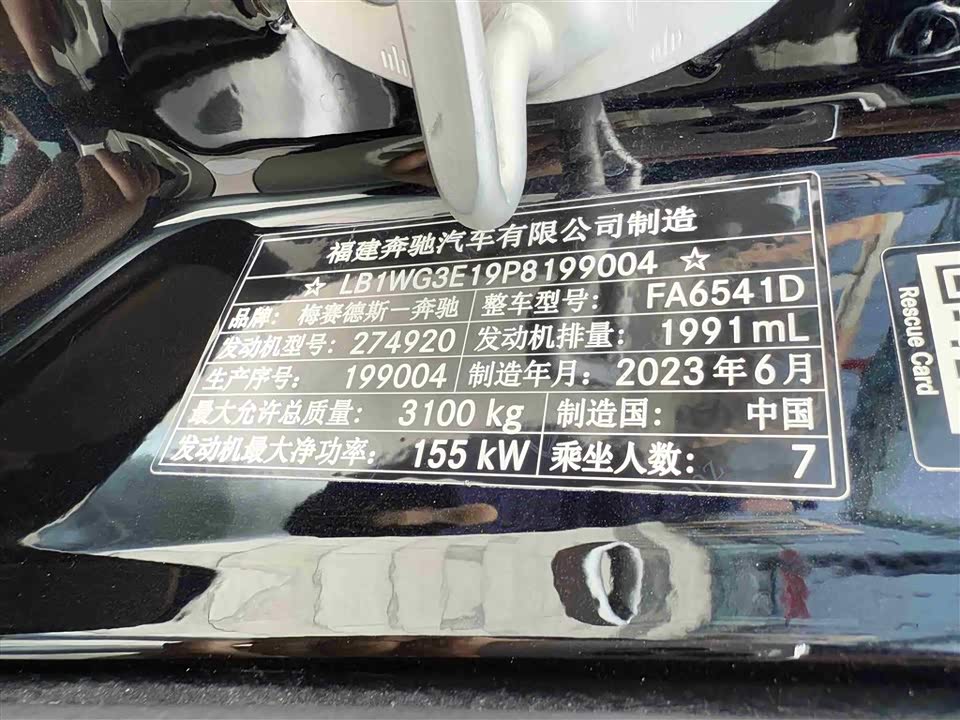 福建奔驰汽车有限公司制造
☆ LB1WG3E19P8199004 ☆
品牌: 梅赛德斯-奔驰 整车型号: FA6541D
发动机型号: 274920 发动机排量: 1991mL
生产序号: 199004 制造年月: 2023年6月
最大允许总质量: 3100 kg 制造国: 中国
发动机最大净功率: 155 kW 乘坐人数: 7
Rescue Card